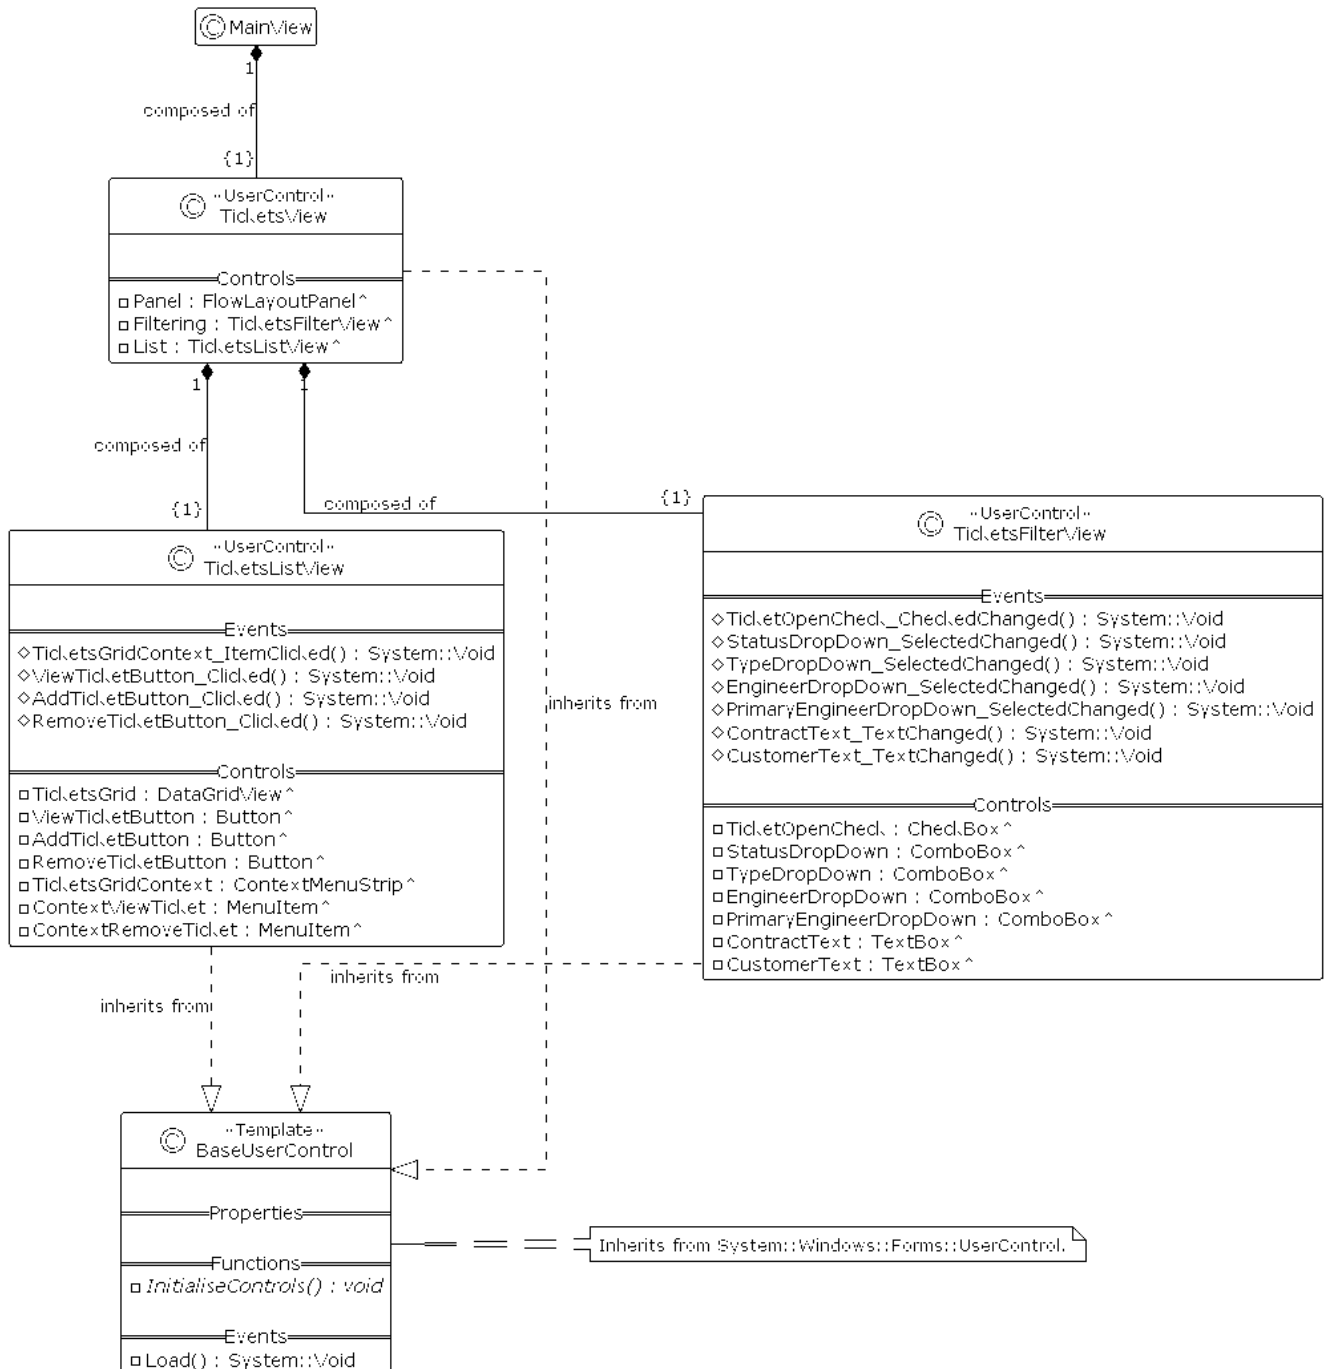 MainView
1
composed of
{1}
«UserControl»
TicketsView
Controls
Panel : FlowLayoutPanel^
Filtering : TicketsFilterView^
List : TicketsListView^
1
1
composed of
{1}
composed of
{1}
«UserControl»
TicketsListView
Events
TicketsGridContext_ItemClicked() : System::Void
ViewTicketButton_Clicked() : System::Void
AddTicketButton_Clicked() : System::Void
RemoveTicketButton_Clicked() : System::Void
Controls
TicketsGrid : DataGridView^
ViewTicketButton : Button^
AddTicketButton : Button^
RemoveTicketButton : Button^
TicketsGridContext : ContextMenuStrip^
ContextViewTicket : MenuItem^
ContextRemoveTicket : MenuItem^
inherits from
«UserControl»
TicketsFilterView
Events
TicketOpenCheck_CheckedChanged() : System::Void
StatusDropDown_SelectedChanged() : System::Void
TypeDropDown_SelectedChanged() : System::Void
EngineerDropDown_SelectedChanged() : System::Void
PrimaryEngineerDropDown_SelectedChanged() : System::Void
ContractText_TextChanged() : System::Void
CustomerText_TextChanged() : System::Void
Controls
TicketOpenCheck : CheckBox^
StatusDropDown : ComboBox^
TypeDropDown : ComboBox^
EngineerDropDown : ComboBox^
PrimaryEngineerDropDown : ComboBox^
ContractText : TextBox^
CustomerText : TextBox^
inherits from
inherits from
«Template»
BaseUserControl
Properties
Functions
InitialiseControls() : void
Events
Load() : System::Void
Inherits from System::Windows::Forms::UserControl.